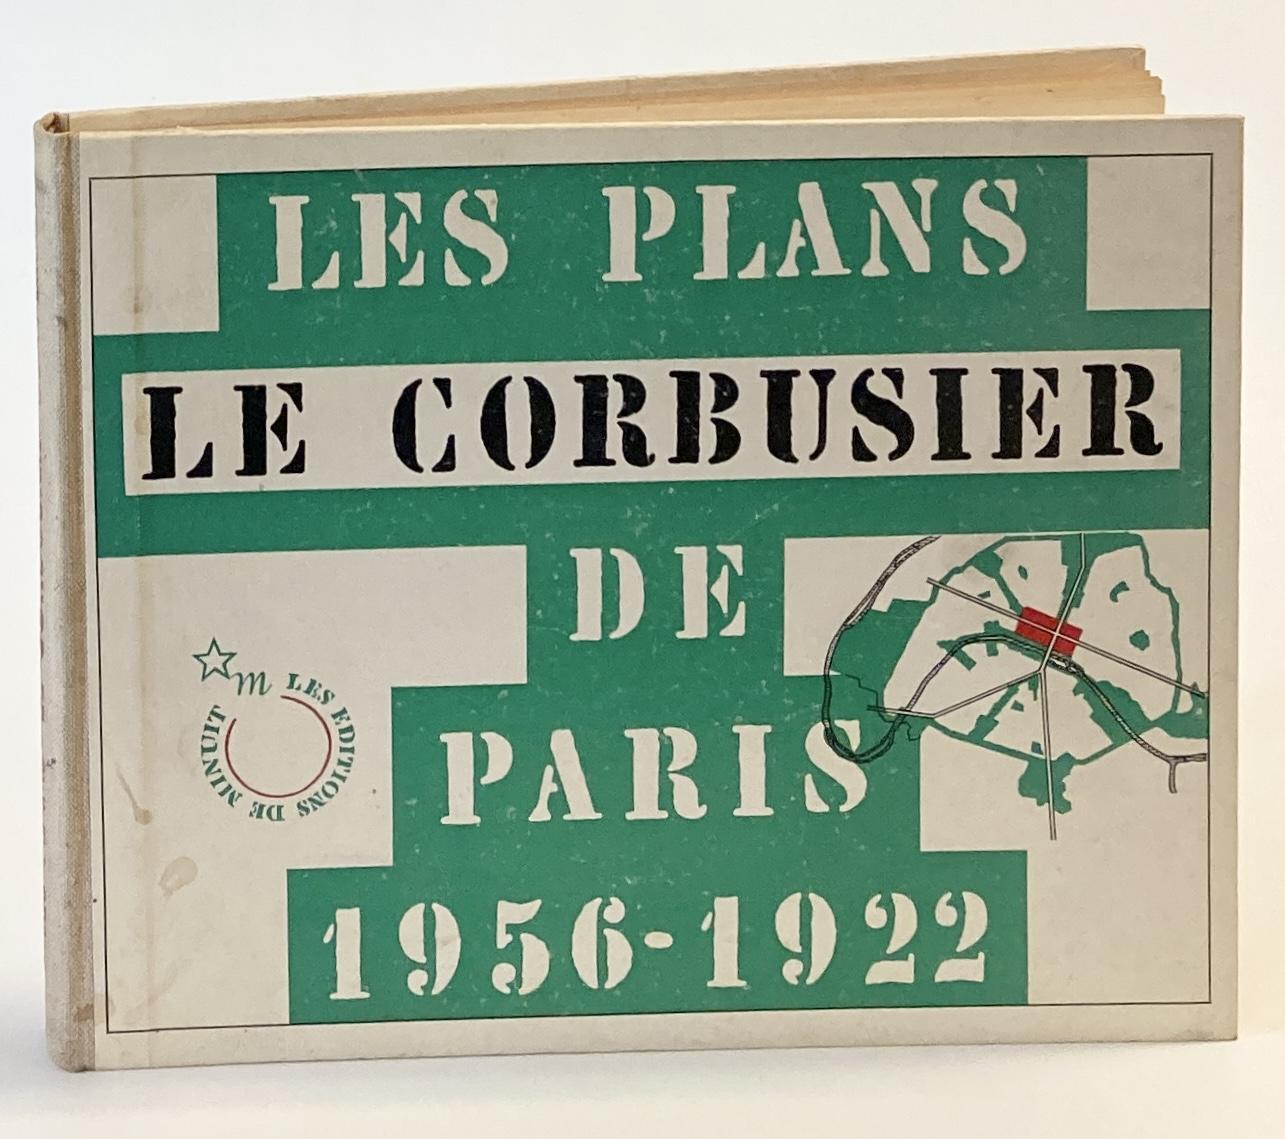 LES PLANS
LE CORBUSIER
DE
PARIS
1956-1922
m
LES EDITIONS DE MINUIT